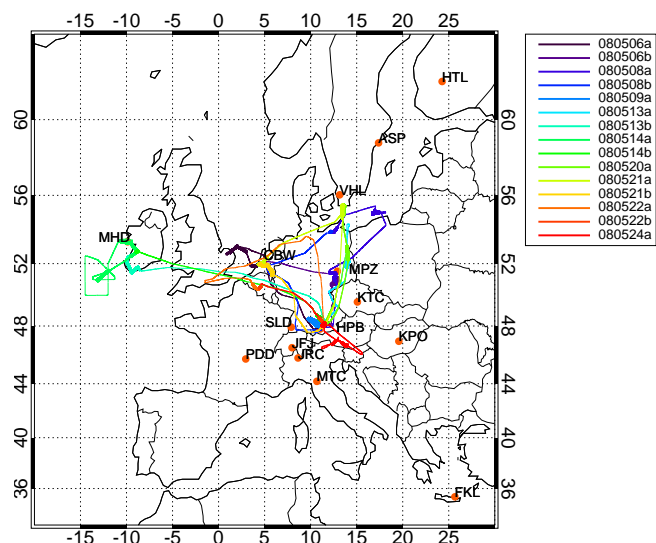 -15 -10 -5 0 5 10 15 20 25
60 60
56 56
52 52
48 48
44 44
40 40
36 36
-15 -10 -5 0 5 10 15 20 25
HTL
ASP
VHL
MHD
CBW
MPZ
KTC
SLD
HPB
KPO
JFJ
PDD
JRC
MTC
FKL
080506a
080506b
080508a
080508b
080509a
080513a
080513b
080514a
080514b
080520a
080521a
080521b
080522a
080522b
080524a